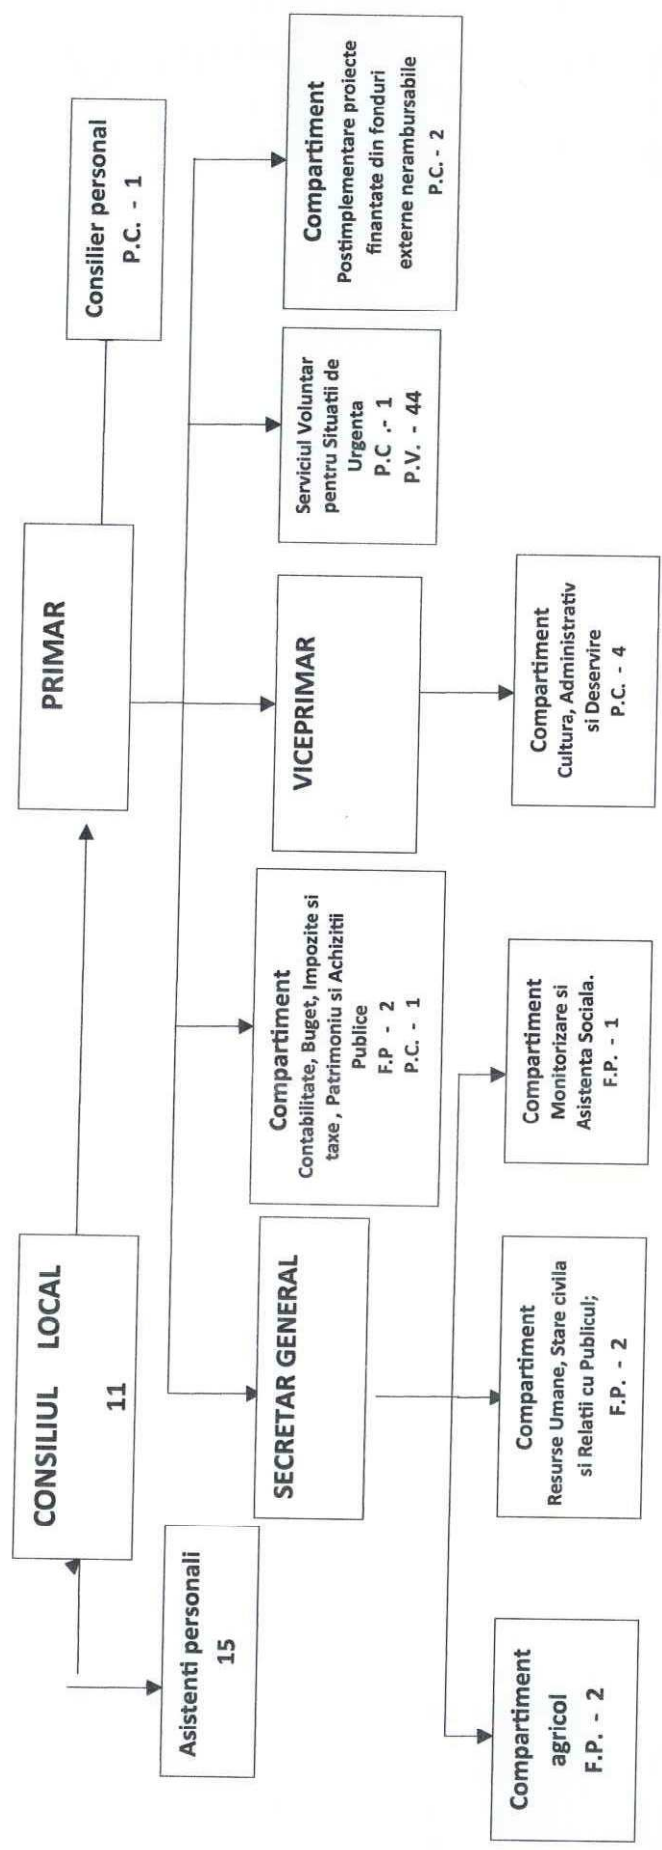 CONSILIUL LOCAL
11
PRIMAR
Consilier personal
P.C. - 1
Asistenti personali
15
SECRETAR GENERAL
Compartiment
Contabilitate, Buget, Impozite si
taxe , Patrimoniu si Achizitii
Publice
F.P - 2
P.C. - 1
VICEPRIMAR
Serviciul Voluntar
pentru Situatii de
Urgenta
P.C .- 1
P.V. - 44
Compartiment
Postimplementare proiecte
finantate din fonduri
externe nerambursabile
P.C. - 2
Compartiment
agricol
F.P. - 2
Compartiment
Resurse Umane, Stare civila
si Relatii cu Publicul;
F.P. - 2
Compartiment
Monitorizare si
Asistenta Sociala.
F.P. - 1
Compartiment
Cultura, Administrativ
si Deservire
P.C. - 4